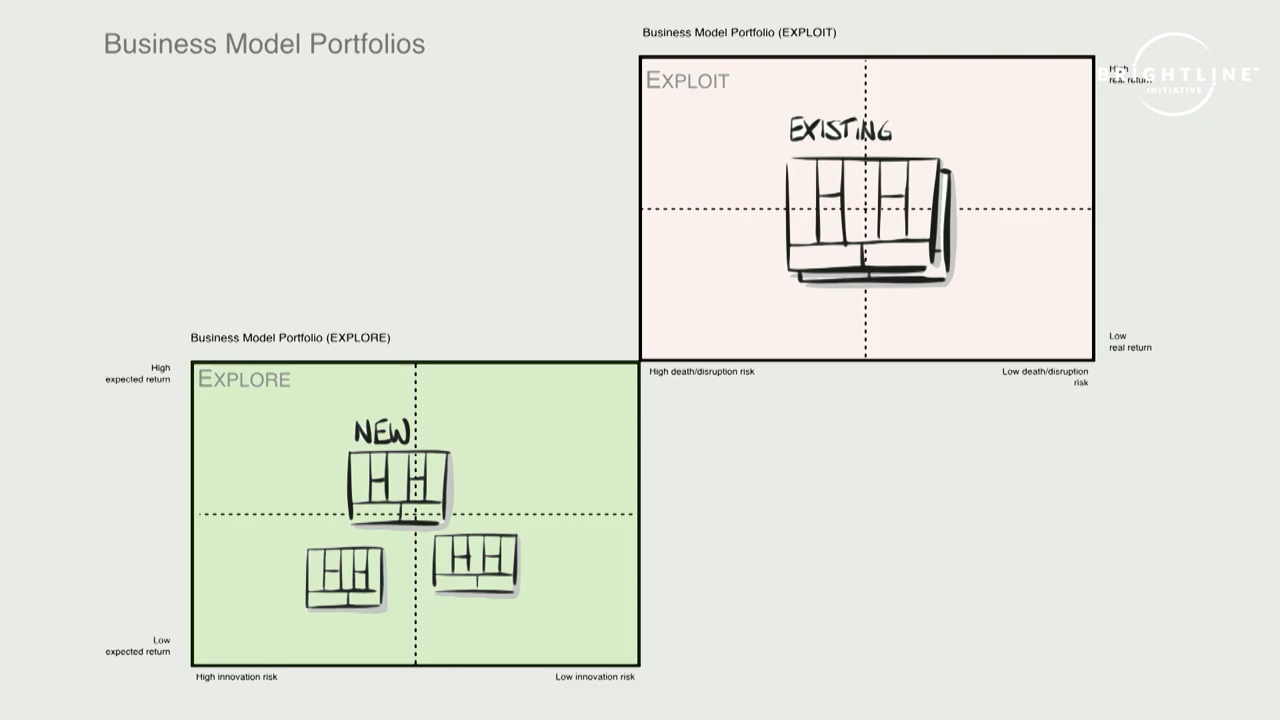 Business Model Portfolios
Business Model Portfolio (EXPLOIT)
EXPLOIT
High
real return
BRIGHTLINE
INITIATIVE
EXISTING
Low
real return
High death/disruption risk
Low death/disruption
risk
Business Model Portfolio (EXPLORE)
High
expected return
EXPLORE
NEW
Low
expected return
High innovation risk
Low innovation risk